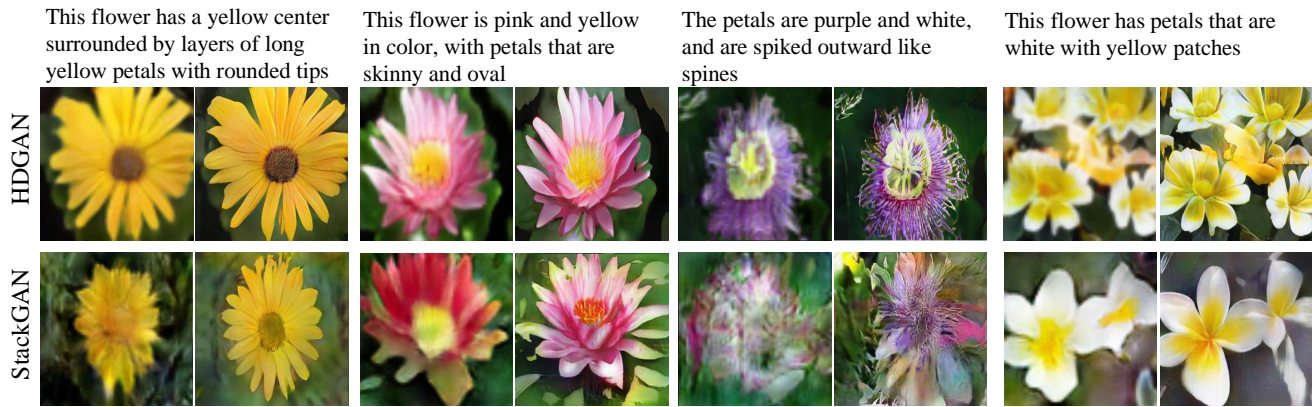 This flower has a yellow center
surrounded by layers of long
yellow petals with rounded tips
This flower is pink and yellow
in color, with petals that are
skinny and oval
The petals are purple and white,
and are spiked outward like
spines
This flower has petals that are
white with yellow patches
HDGAN
StackGAN